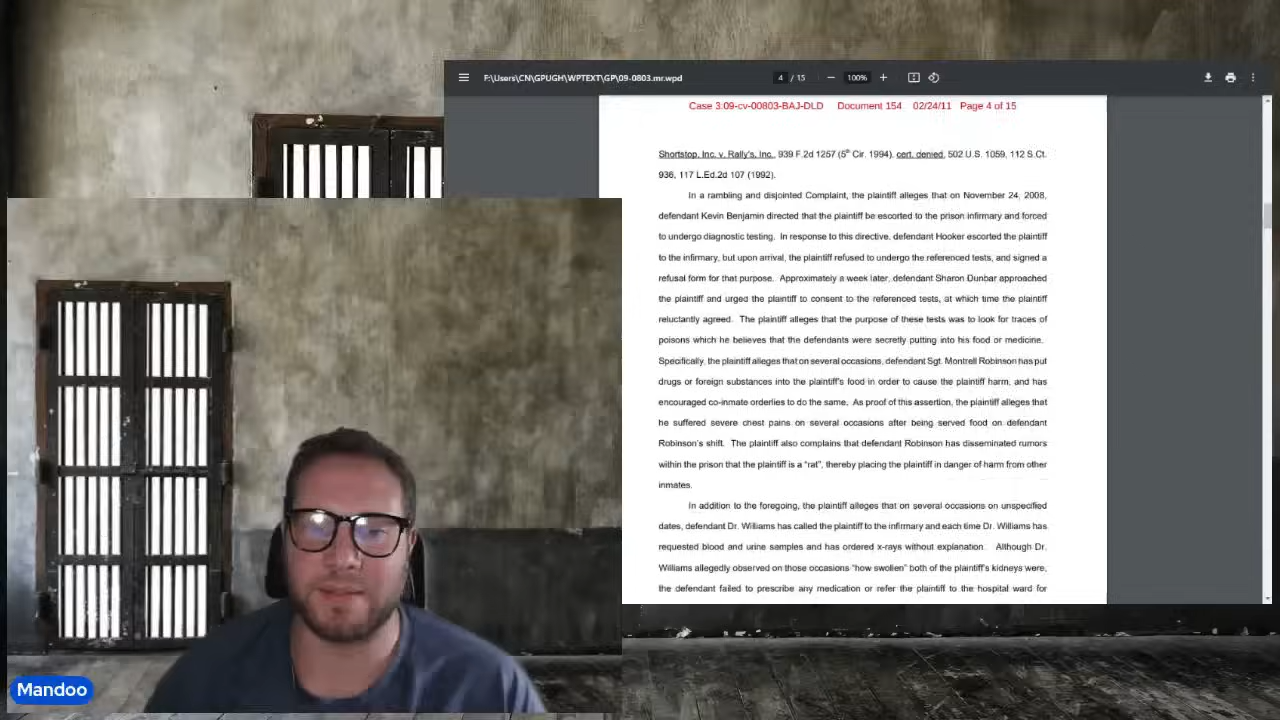 F:\Users\CN\GPUGH\WPTEXT\GP\09-0803.mr.wpd
4 / 15
100%
Case 3:09-cv-00803-BAJ-DLD Document 154 02/24/11 Page 4 of 15
Shortstop, Inc. v. Rally's, Inc., 939 F.2d 1257 (5th Cir. 1994), cert. denied, 502 U.S. 1059, 112 S.Ct.
936, 117 L.Ed.2d 107 (1992).
In a rambling and disjointed Complaint, the plaintiff alleges that on November 24, 2008,
defendant Kevin Benjamin directed that the plaintiff be escorted to the prison infirmary and forced
to undergo diagnostic testing. In response to this directive, defendant Hooker escorted the plaintiff
to the infirmary, but upon arrival, the plaintiff refused to undergo the referenced tests, and signed a
refusal form for that purpose. Approximately a week later, defendant Sharon Dunbar approached
the plaintiff and urged the plaintiff to consent to the referenced tests, at which time the plaintiff
reluctantly agreed. The plaintiff alleges that the purpose of these tests was to look for traces of
poisons which he believes that the defendants were secretly putting into his food or medicine.
Specifically, the plaintiff alleges that on several occasions, defendant Sgt. Montrell Robinson has put
drugs or foreign substances into the plaintiff's food in order to cause the plaintiff harm, and has
encouraged co-inmate orderlies to do the same. As proof of this assertion, the plaintiff alleges that
he suffered severe chest pains on several occasions after being served food on defendant
Robinson's shift. The plaintiff also complains that defendant Robinson has disseminated rumors
within the prison that the plaintiff is a "rat", thereby placing the plaintiff in danger of harm from other
inmates.
In addition to the foregoing, the plaintiff alleges that on several occasions on unspecified
dates, defendant Dr. Williams has called the plaintiff to the infirmary and each time Dr. Williams has
requested blood and urine samples and has ordered x-rays without explanation. Although Dr.
Williams allegedly observed on those occasions "how swollen" both of the plaintiff's kidneys were,
the defendant failed to prescribe any medication or refer the plaintiff to the hospital ward for
Mandoo